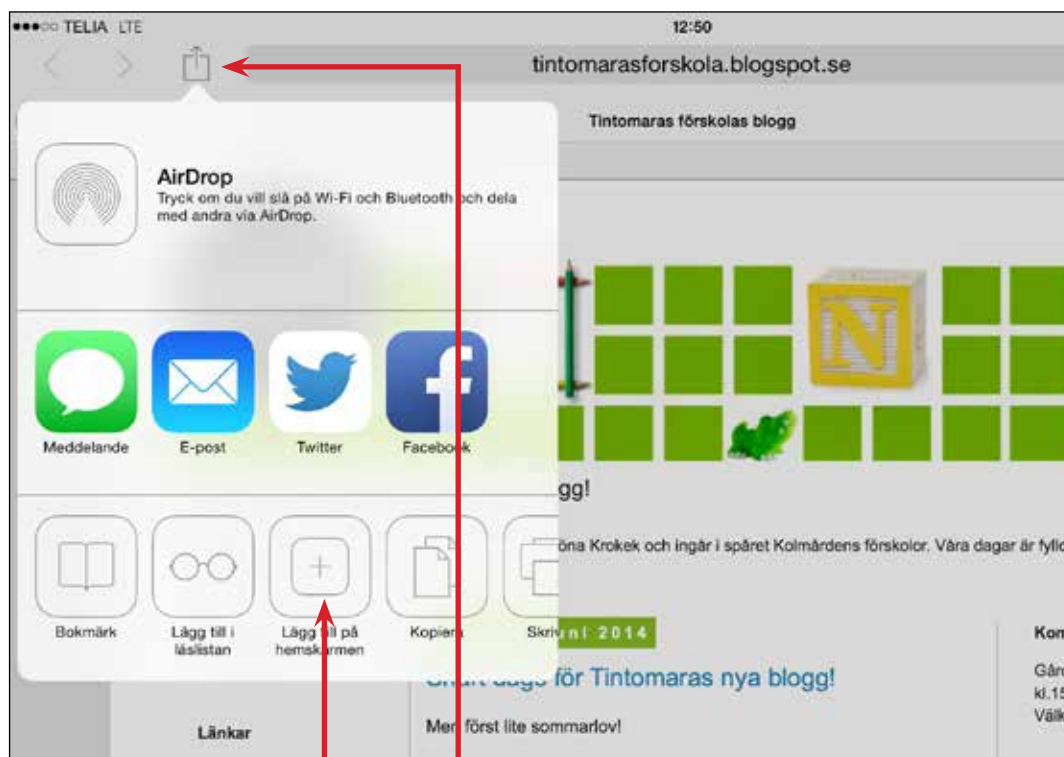 TELIA LTE
12:50
tintomarasforskola.blogspot.se
Tintomaras förskolas blogg
AirDrop
Tryck om du vill slå på Wi-Fi och Bluetooth och dela
med andra via AirDrop.
N
Meddelande
E-post
Twitter
Facebook
gg!
öna Krokek och ingår i spåret Kolmårdens förskolor. Våra dagar är
Bokmärk
Lägg till i
läslistan
Lägg till på
hemskärmen
Kopiera
Skriv
uni 2014
för Tintomaras nya blogg!
Men först lite sommarlov!
Länkar
Kom
Gård
kl.15
Välk